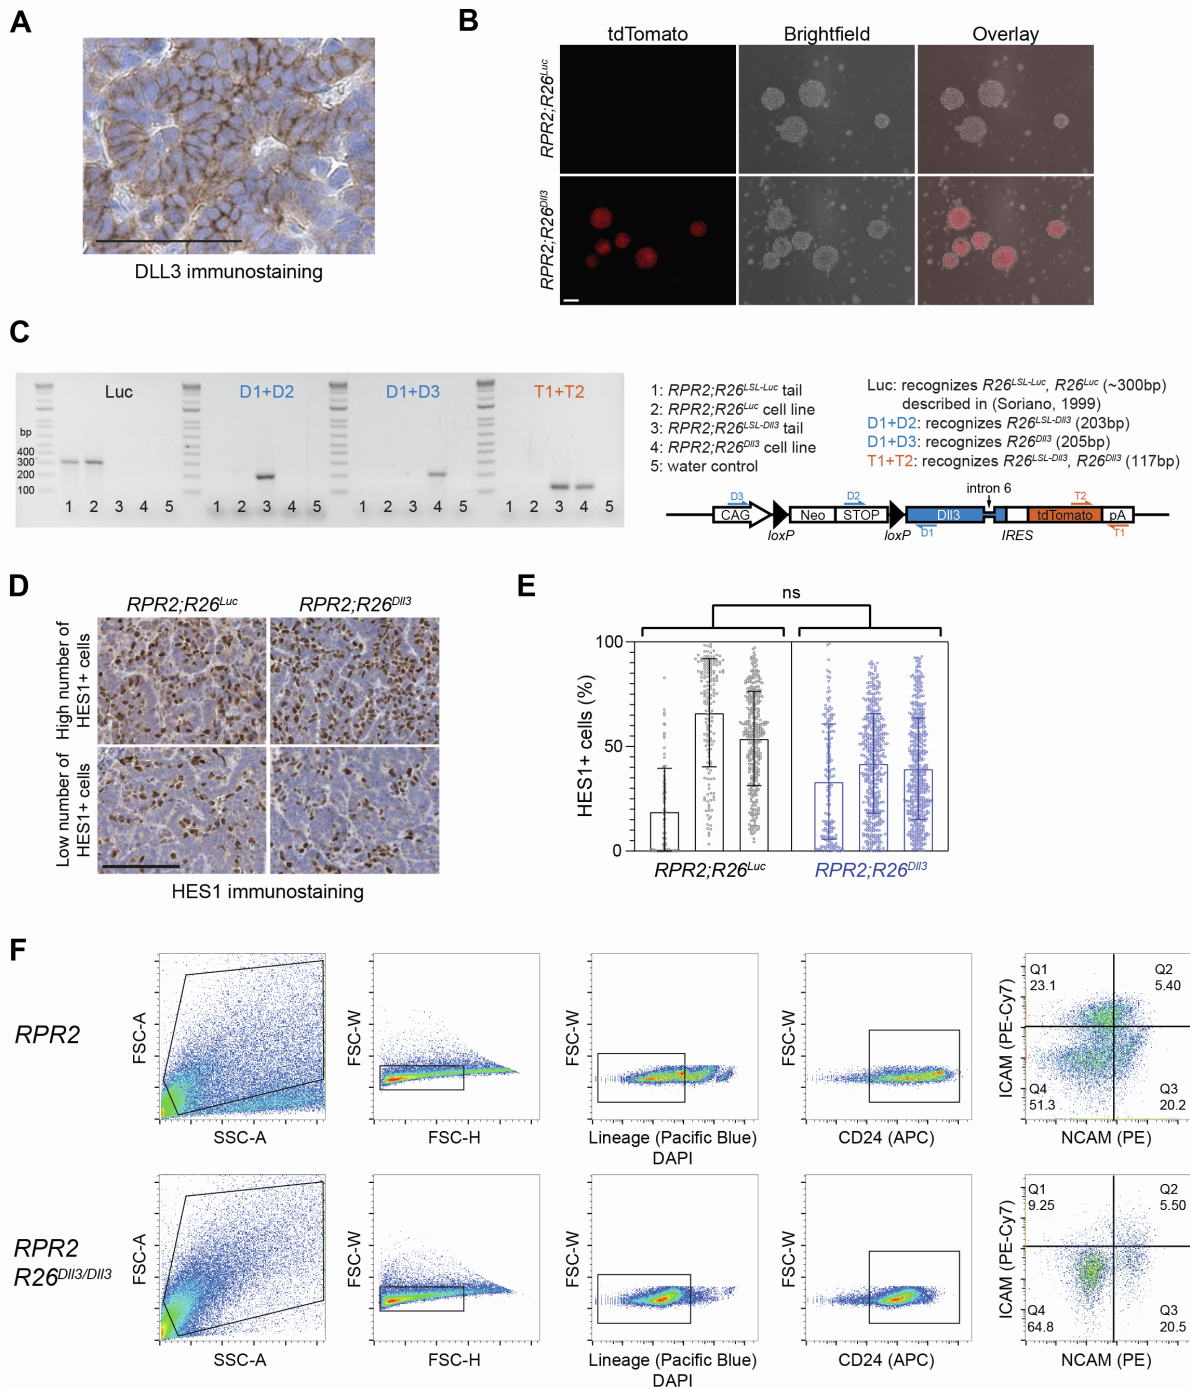 A
DLL3 immunostaining
B
tdTomato
Brightfield
Overlay
RPR2;R26Luc
RPR2;R26Dll3
C
Luc
D1+D2
D1+D3
T1+T2
bp
400
300
200
100
1 2 3 4 5 1 2 3 4 5 1 2 3 4 5 1 2 3 4 5
1: RPR2;R26LSL-Luc tail
2: RPR2;R26Luc cell line
3: RPR2;R26LSL-Dll3 tail
4: RPR2;R26Dll3 cell line
5: water control
Luc: recognizes R26LSL-Luc, R26Luc (~300bp)
described in (Soriano, 1999)
D1+D2: recognizes R26LSL-Dll3 (203bp)
D1+D3: recognizes R26Dll3 (205bp)
T1+T2: recognizes R26LSL-Dll3, R26Dll3 (117bp)
intron 6
D3
D2
T2
CAG
Neo
STOP
Dll3
tdTomato
pA
D1
T1
loxP
loxP
IRES
D
RPR2;R26Luc
RPR2;R26Dll3
High number of
HES1+ cells
Low number of
HES1+ cells
HES1 immunostaining
E
ns
HES1+ cells (%)
100
50
0
RPR2;R26Luc
RPR2;R26Dll3
F
RPR2
FSC-A
SSC-A
FSC-W
FSC-H
FSC-W
Lineage (Pacific Blue)
DAPI
FSC-W
CD24 (APC)
ICAM (PE-Cy7)
Q1
23.1
Q2
5.40
Q4
51.3
Q3
20.2
NCAM (PE)
RPR2
R26Dll3/Dll3
FSC-A
SSC-A
FSC-W
FSC-H
FSC-W
Lineage (Pacific Blue)
DAPI
FSC-W
CD24 (APC)
ICAM (PE-Cy7)
Q1
9.25
Q2
5.50
Q4
64.8
Q3
20.5
NCAM (PE)